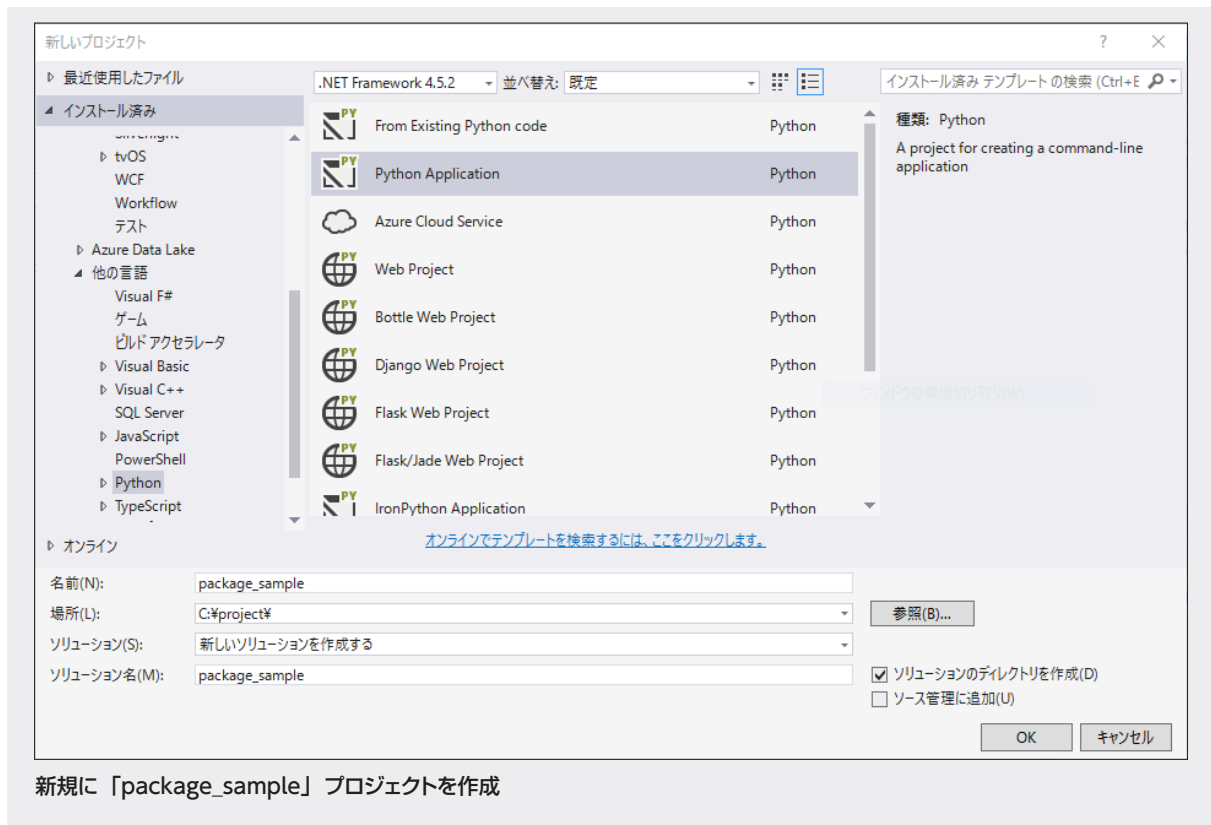 新しいプロジェクト
最近使用したファイル
.NET Framework 4.5.2
並べ替え:
既定
インストール済み テンプレート の検索 (Ctrl+E
インストール済み
Silverlight
tvOS
WCF
Workflow
テスト
Azure Data Lake
他の言語
Visual F#
ゲーム
ビルド アクセラレータ
Visual Basic
Visual C++
SQL Server
JavaScript
PowerShell
Python
TypeScript
オンライン
From Existing Python code Python
Python Application Python
Azure Cloud Service Python
Web Project Python
Bottle Web Project Python
Django Web Project Python
Flask Web Project Python
Flask/Jade Web Project Python
IronPython Application Python
オンラインでテンプレートを検索するには、ここをクリックします。
種類: Python
A project for creating a command-line
application
ウィンドウの領域切り取り(W)
名前(N): package_sample
場所(L): C:¥project¥ 参照(B)...
ソリューション(S): 新しいソリューションを作成する
ソリューション名(M): package_sample ソリューションのディレクトリを作成(D)
ソース管理に追加(U)
OK キャンセル
新規に「package_sample」プロジェクトを作成